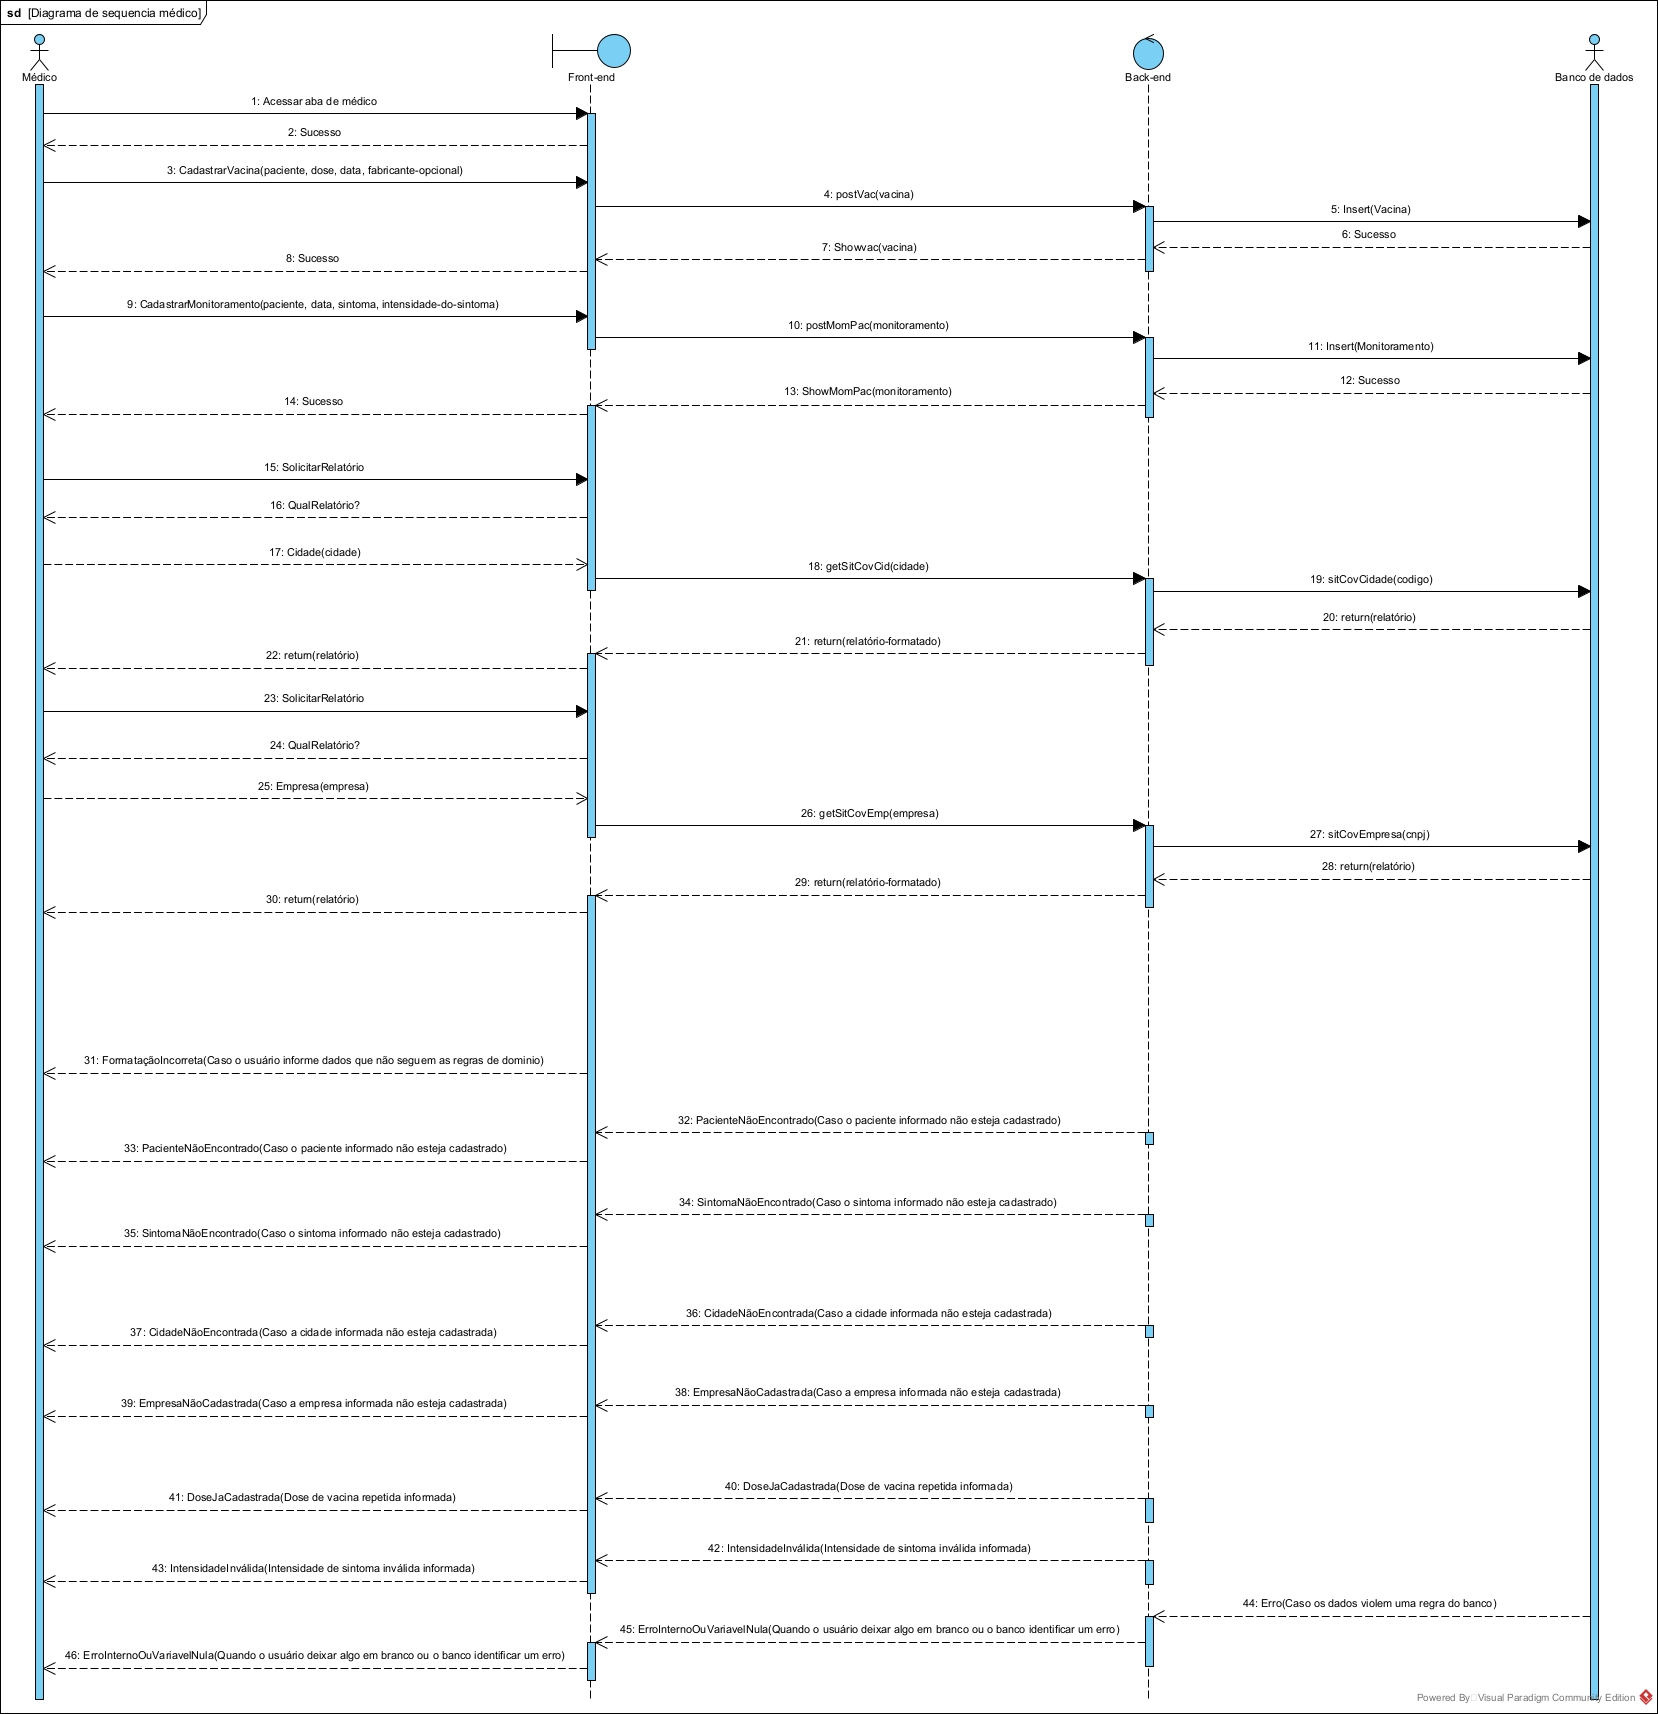 sd [Diagrama de sequencia médico]
Médico
Front-end
Back-end
Banco de dados
1: Acessar aba de médico
2: Sucesso
3: CadastrarVacina(paciente, dose, data, fabricante-opcional)
4: postVac(vacina)
5: Insert(Vacina)
6: Sucesso
7: Showvac(vacina)
8: Sucesso
9: CadastrarMonitoramento(paciente, data, sintoma, intensidade-do-sintoma)
10: postMomPac(monitoramento)
11: Insert(Monitoramento)
12: Sucesso
13: ShowMomPac(monitoramento)
14: Sucesso
15: SolicitarRelatório
16: QualRelatório?
17: Cidade(cidade)
18: getSitCovCid(cidade)
19: sitCovCidade(codigo)
20: return(relatório)
21: return(relatório-formatado)
22: return(relatório)
23: SolicitarRelatório
24: QualRelatório?
25: Empresa(empresa)
26: getSitCovEmp(empresa)
27: sitCovEmpresa(cnpj)
28: return(relatório)
29: return(relatório-formatado)
30: return(relatório)
31: FormataçãoIncorreta(Caso o usuário informe dados que não seguem as regras de dominio)
32: PacienteNãoEncontrado(Caso o paciente informado não esteja cadastrado)
33: PacienteNãoEncontrado(Caso o paciente informado não esteja cadastrado)
34: SintomaNãoEncontrado(Caso o sintoma informado não esteja cadastrado)
35: SintomaNãoEncontrado(Caso o sintoma informado não esteja cadastrado)
36: CidadeNãoEncontrada(Caso a cidade informada não esteja cadastrada)
37: CidadeNãoEncontrada(Caso a cidade informada não esteja cadastrada)
38: EmpresaNãoCadastrada(Caso a empresa informada não esteja cadastrada)
39: EmpresaNãoCadastrada(Caso a empresa informada não esteja cadastrada)
40: DoseJaCadastrada(Dose de vacina repetida informada)
41: DoseJaCadastrada(Dose de vacina repetida informada)
42: IntensidadeInválida(Intensidade de sintoma inválida informada)
43: IntensidadeInválida(Intensidade de sintoma inválida informada)
44: Erro(Caso os dados violem uma regra do banco)
45: ErroInternoOuVariavelNula(Quando o usuário deixar algo em branco ou o banco identificar um erro)
46: ErroInternoOuVariavelNula(Quando o usuário deixar algo em branco ou o banco identificar um erro)
Powered By Visual Paradigm Community Edition